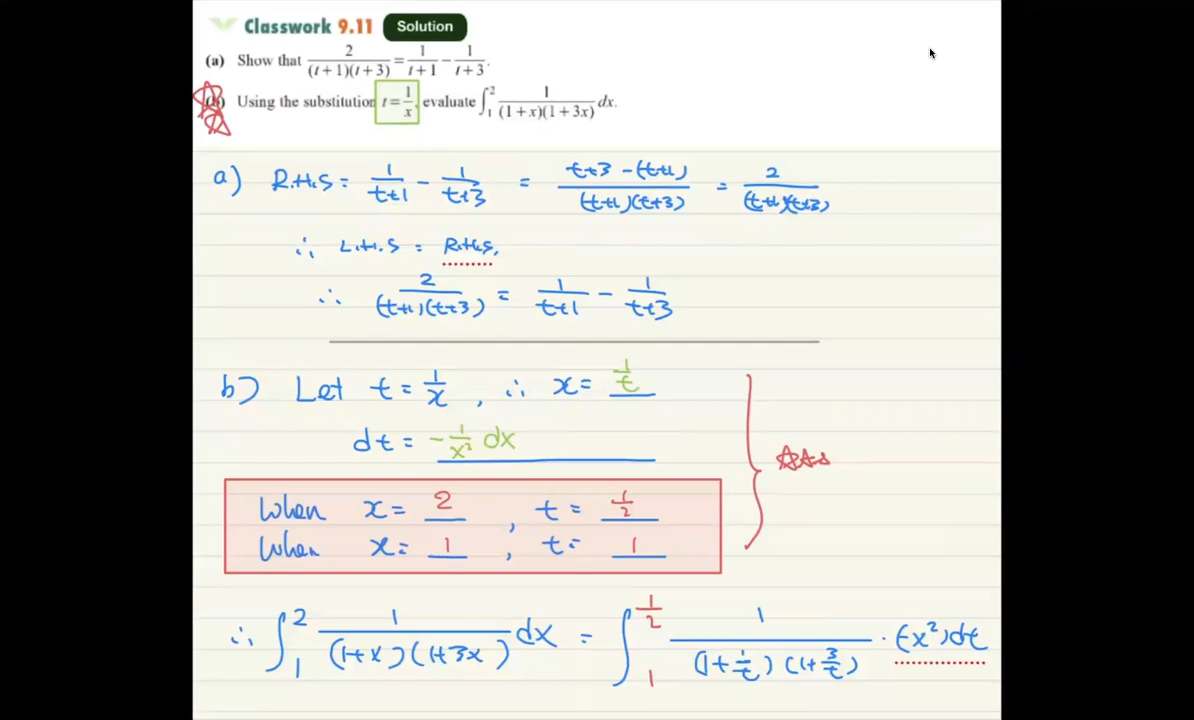 Classwork 9.11 Solution
(a) Show that 2/((t+1)(t+3)) = 1/(t+1) − 1/(t+3).
(b) Using the substitution t = 1/x, evaluate ∫₁² 1/((1+x)(1+3x)) dx.
a) R.H.S = 1/(t+1) − 1/(t+3) = (t+3−(t+1))/((t+1)(t+3)) = 2/((t+1)(t+3))
∴ L.H.S = R.H.S.
∴ 2/((t+1)(t+3)) = 1/(t+1) − 1/(t+3)
b) Let t = 1/x , ∴ x = 1/t
dt = −1/x² dx
When x = 2 , t = 1/2
When x = 1 , t = 1
∴ ∫₁² 1/((1+x)(1+3x)) dx = ∫₁^(1/2) 1/((1+1/t)(1+3/t)) · (−x²)dt